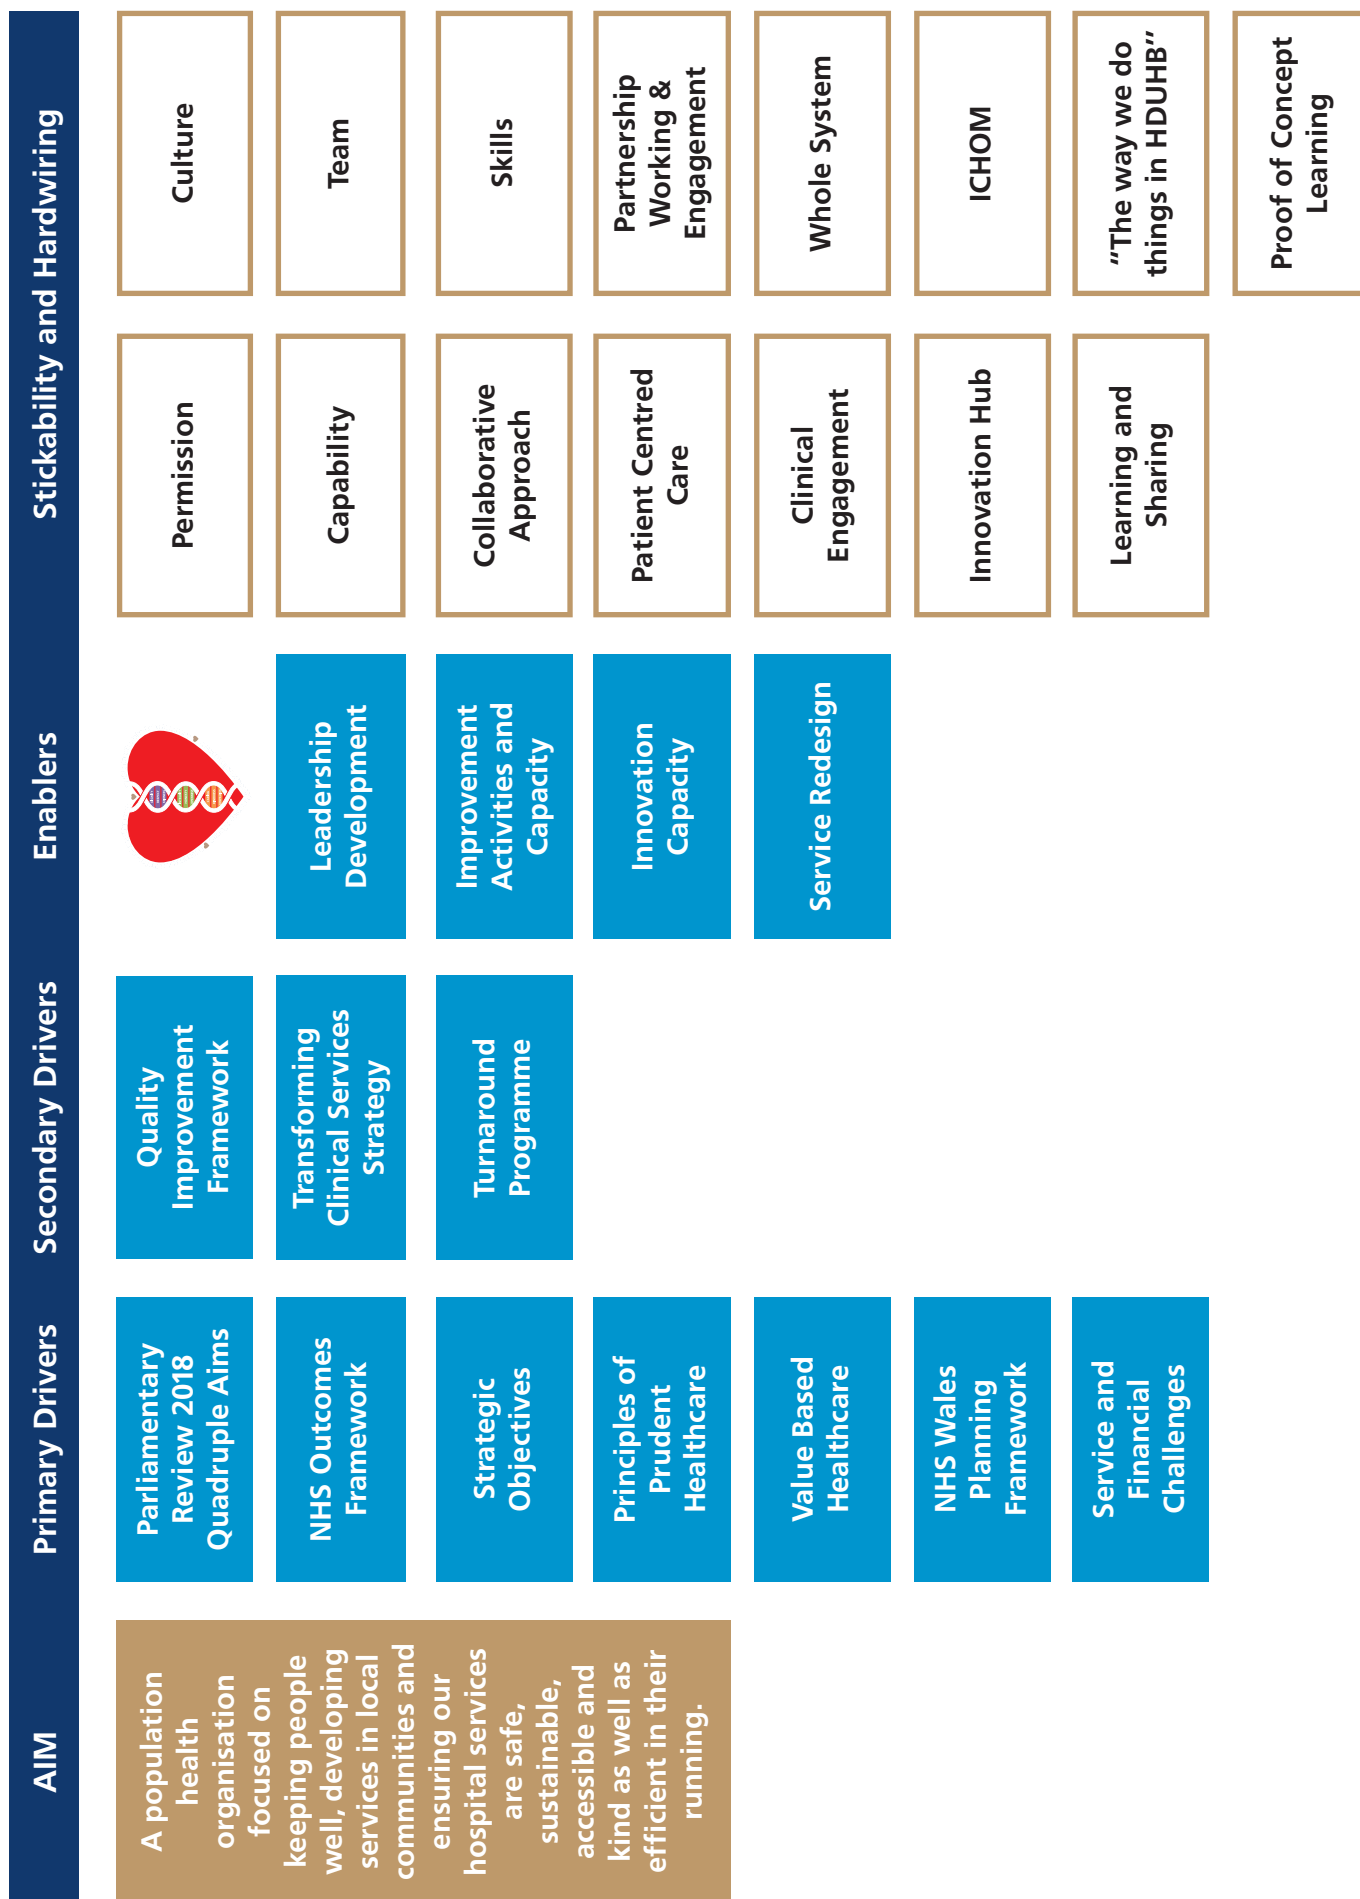 AIM
Primary Drivers
Secondary Drivers
Enablers
Stickability and Hardwiring
A population
health
organisation
focused on
keeping people
well, developing
services in local
communities and
ensuring our
hospital services
are safe,
sustainable,
accessible and
kind as well as
efficient in their
running.
Parliamentary
Review 2018
Quadruple Aims
NHS Outcomes
Framework
Strategic
Objectives
Principles of
Prudent
Healthcare
Value Based
Healthcare
NHS Wales
Planning
Framework
Service and
Financial
Challenges
Quality
Improvement
Framework
Transforming
Clinical Services
Strategy
Turnaround
Programme
Leadership
Development
Improvement
Activities and
Capacity
Innovation
Capacity
Service Redesign
Permission
Capability
Collaborative
Approach
Patient Centred
Care
Clinical
Engagement
Innovation Hub
Learning and
Sharing
Culture
Team
Skills
Partnership
Working &
Engagement
Whole System
ICHOM
"The way we do
things in HDUHB"
Proof of Concept
Learning